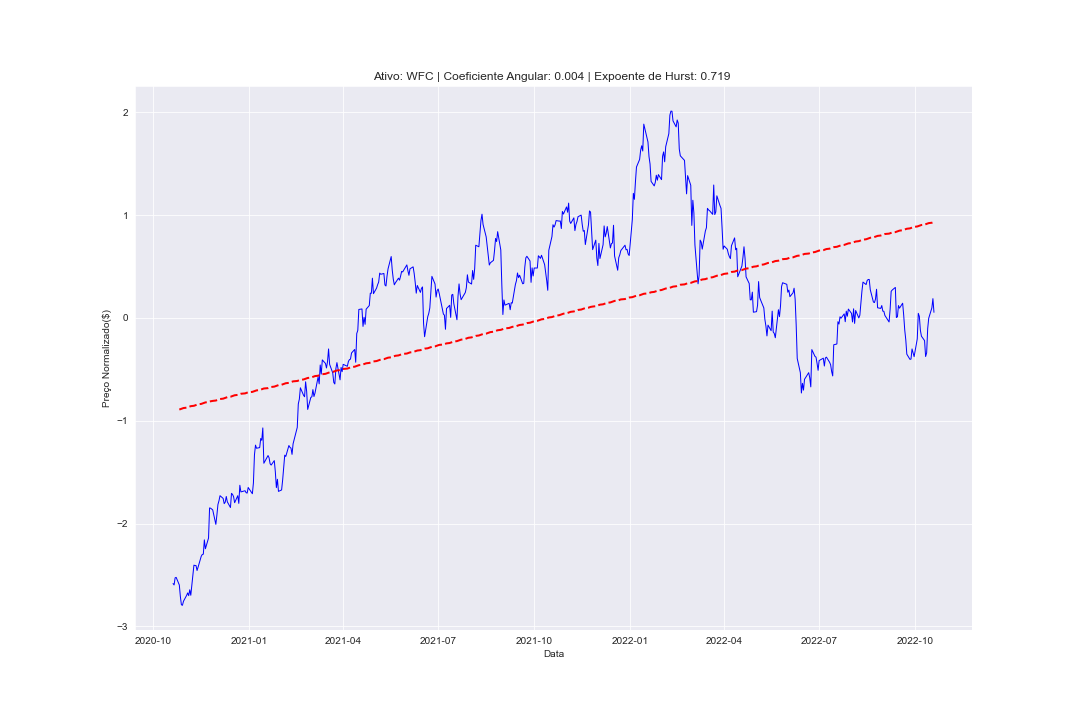 Ativo: WFC | Coeficiente Angular: 0.004 | Expoente de Hurst: 0.719
Preço Normalizado($)
2
1
0
−1
−2
−3
2020-10 2021-01 2021-04 2021-07 2021-10 2022-01 2022-04 2022-07 2022-10
Data